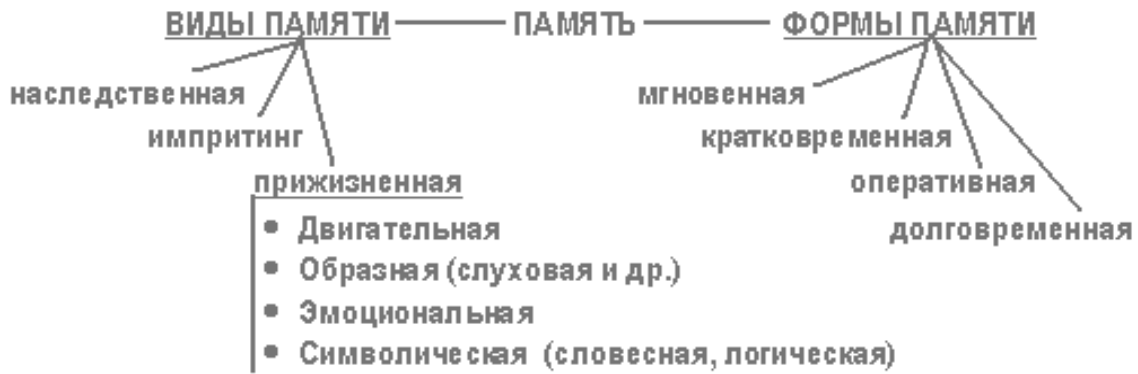 ВИДЫ ПАМЯТИ ПАМЯТЬ ФОРМЫ ПАМЯТИ
наследственная мгновенная
импритинг кратковременная
прижизненная оперативная
• Двигательная долговременная
• Образная (слуховая и др.)
• Эмоциональная
• Символическая (словесная, логическая)